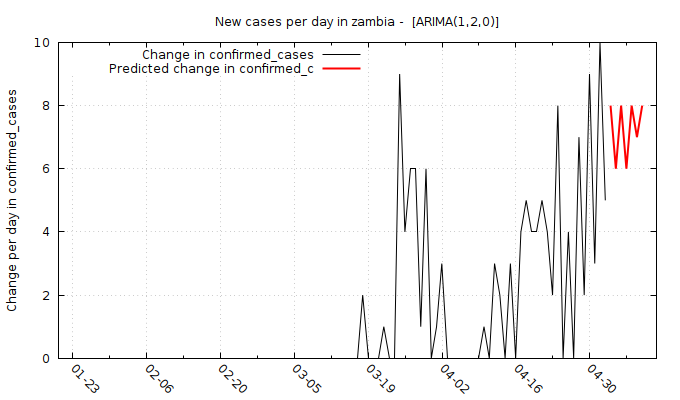 New cases per day in zambia -  [ARIMA(1,2,0)]
Change in confirmed_cases
Predicted change in confirmed_c
Change per day in confirmed_cases
10
8
6
4
2
0
01-23 02-06 02-20 03-05 03-19 04-02 04-16 04-30